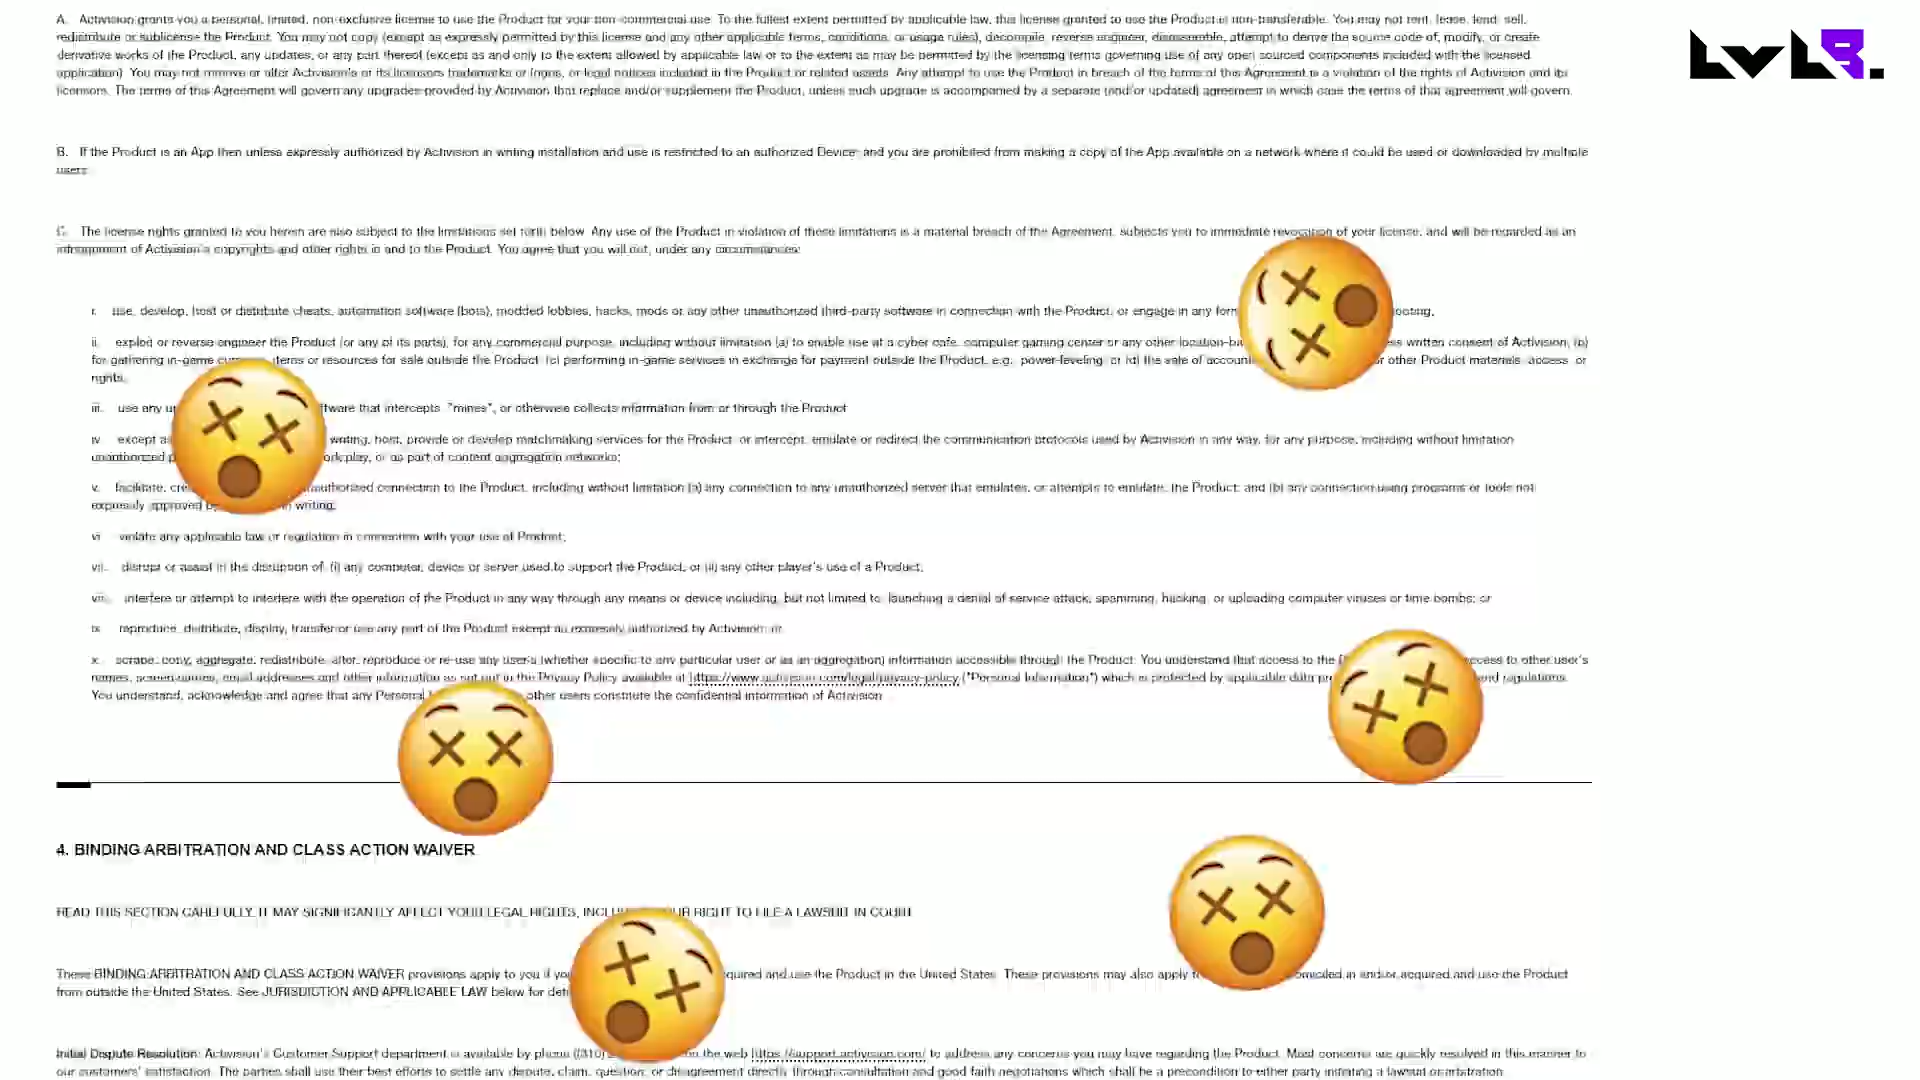 A. Activision grants you a personal, limited, non-exclusive license to use the Product for your non-commercial use. To the fullest extent permitted by applicable law, this license granted to use the Product is non-transferable. You may not rent, lease, lend, sell,
redistribute or sublicense the Product. You may not copy (except as expressly permitted by this license and any other applicable terms, conditions, or usage rules), decompile, reverse engineer, disassemble, attempt to derive the source code of, modify, or create
derivative works of the Product, any updates, or any part thereof (except as and only to the extent allowed by applicable law or to the extent as may be permitted by the licensing terms governing use of any open sourced components included with the licensed
application). You may not remove or alter Activision's or its licensors trademarks or logos, or legal notices included in the Product or related assets. Any attempt to use the Product in breach of the terms of this Agreement is a violation of the rights of Activision and its
licensors. The terms of this Agreement will govern any upgrades provided by Activision that replace and/or supplement the Product, unless such upgrade is accompanied by a separate (and/or updated) agreement in which case the terms of that agreement will govern.
LVL8.
B. If the Product is an App then unless expressly authorized by Activision in writing installation and use is restricted to an authorized Device and you are prohibited from making a copy of the App available on a network where it could be used or downloaded by multiple
users.
C. The license rights granted to you herein are also subject to the limitations set forth below. Any use of the Product in violation of these limitations is a material breach of the Agreement, subjects you to immediate revocation of your license, and will be regarded as an
infringement of Activision's copyrights and other rights in and to the Product. You agree that you will not, under any circumstances:
i. use, develop, host or distribute cheats, automation software (bots), modded lobbies, hacks, mods or any other unauthorized third-party software in connection with the Product, or engage in any form
ii. exploit or reverse engineer the Product (or any of its parts), for any commercial purpose, including without limitation (a) to enable use at a cyber cafe, computer gaming center or any other written consent of Activision, (b)
for gathering in-game items or resources for sale outside the Product (c) performing in-game services in exchange for payment outside the Product, e.g. power-leveling or (d) the sale of or other Product materials access or
rights.
iii. use any that intercepts, "mines", or otherwise collects information from or through the Product
iv except writing, host, provide or develop matchmaking services for the Product or intercept, emulate or redirect the communication protocols used by Activision in any way, for any purpose, including without limitation
unauthorized play, or as part of content aggregation networks;
v. facilitate, connection to the Product, including without limitation (a) any connection to any unauthorized server that emulates, or attempts to emulate, the Product; and (b) any connection using programs or tools not
expressly approved writing;
vi violate any applicable law or regulation in connection with your use of Product;
vii. disrupt or assist in the disruption of (i) any computer, device or server used to support the Product, or (ii) any other player's use of a Product;
viii. interfere or attempt to interfere with the operation of the Product in any way through any means or device including, but not limited to, launching a denial of service attack, spamming, hacking, or uploading computer viruses or time bombs; or
ix reproduce, distribute, display, transfer or use any part of the Product except as expressly authorized by Activision; or
x. scrape, copy, aggregate, redistribute, alter, reproduce or re-use any user's (whether specific to any particular user or as an aggregation) information accessible through the Product. You understand that access to the to other user's
names, screen-names, email addresses and other information as set out in the Privacy Policy available at https://www.activision.com/legal/privacy-policy ("Personal Information") which is protected by applicable data and regulations.
You understand, acknowledge and agree that any Personal other users constitute the confidential information of Activision
4. BINDING ARBITRATION AND CLASS ACTION WAIVER
READ THIS SECTION CAREFULLY. IT MAY SIGNIFICANTLY AFFECT YOUR LEGAL RIGHTS, RIGHT TO FILE A LAWSUIT IN COURT
These BINDING ARBITRATION AND CLASS ACTION WAIVER provisions apply to you if and use the Product in the United States. These provisions may also apply in and/or acquired and use the Product
from outside the United States. See JURISDICTION AND APPLICABLE LAW below for
Initial Dispute Resolution: Activision's Customer Support department is available by phone (310) on the web https://support.activision.com/ to address any concerns you may have regarding the Product. Most concerns are quickly resolved in this manner to
our customers' satisfaction. The parties shall use their best efforts to settle any dispute, claim, question, or disagreement directly through consultation and good faith negotiations which shall be a precondition to either party initiating a lawsuit or arbitration